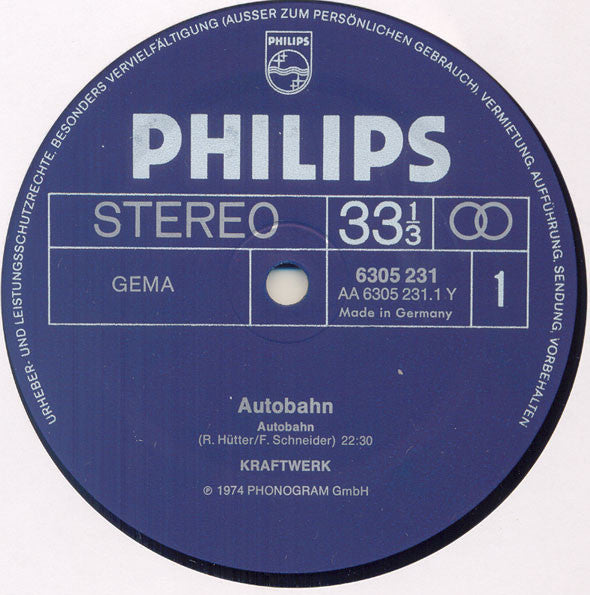 URHEBER- UND LEISTUNGSSCHUTZRECHTE, BESONDERS VERVIELFÄLTIGUNG (AUSSER ZUM PERSÖNLICHEN GEBRAUCH), VERMIETUNG, AUFFÜHRUNG, SENDUNG, VORBEHALTEN
PHILIPS
PHILIPS
STEREO 33 1/3
GEMA 6305 231 1
AA 6305 231.1 Y
Made in Germany
Autobahn
Autobahn
(R. Hütter/F. Schneider) 22:30
KRAFTWERK
℗ 1974 PHONOGRAM GmbH